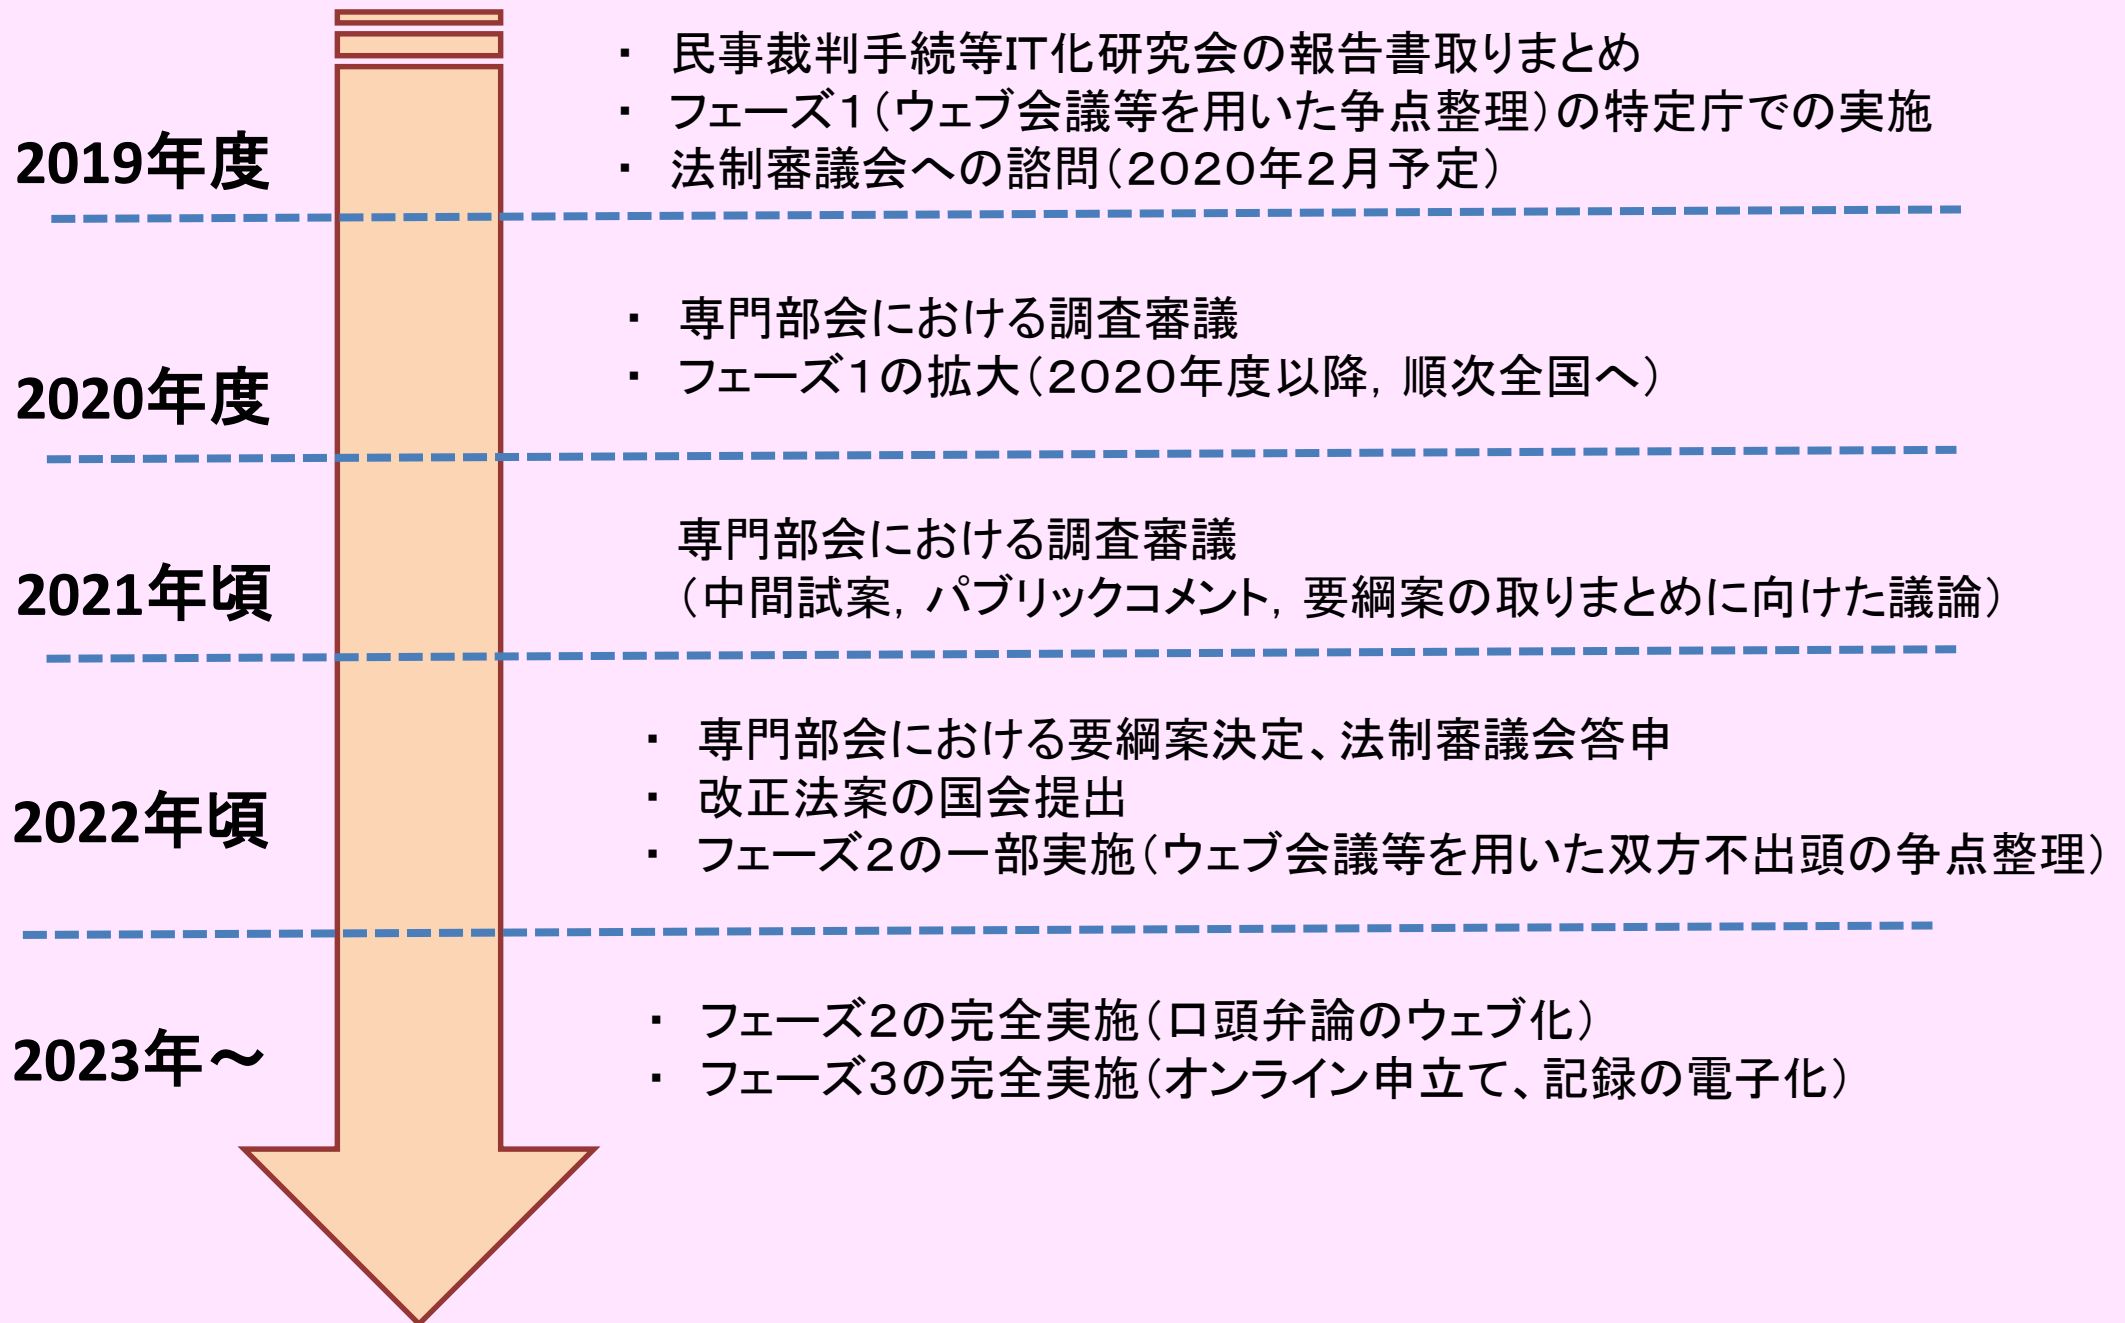 ・ 民事裁判手続等IT化研究会の報告書取りまとめ
・ フェーズ１（ウェブ会議等を用いた争点整理）の特定庁での実施
2019年度
・ 法制審議会への諮問（２０２０年２月予定）
・ 専門部会における調査審議
・ フェーズ１の拡大（２０２０年度以降，順次全国へ）
2020年度
専門部会における調査審議
2021年頃
（中間試案，パブリックコメント，要綱案の取りまとめに向けた議論）
・ 専門部会における要綱案決定、法制審議会答申
・ 改正法案の国会提出
2022年頃
・ フェーズ２の一部実施（ウェブ会議等を用いた双方不出頭の争点整理）
・ フェーズ２の完全実施（口頭弁論のウェブ化）
2023年～
・ フェーズ３の完全実施（オンライン申立て、記録の電子化）